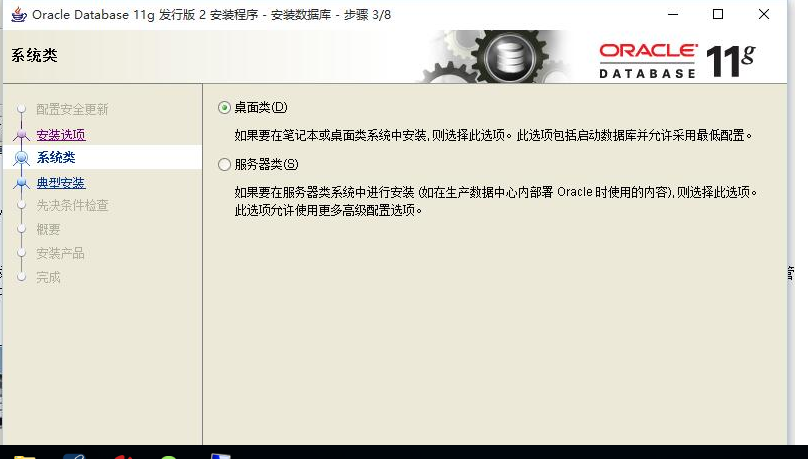 Oracle Database 11g 发行版 2 安装程序 - 安装数据库 - 步骤 3/8
系统类
ORACLE
DATABASE
11g
配置安全更新
安装选项
系统类
典型安装
先决条件检查
概要
安装产品
完成
桌面类(D)
如果要在笔记本或桌面类系统中安装,则选择此选项。此选项包括启动数据库并允许采用最低配置。
服务器类(S)
如果要在服务器类系统中进行安装 (如在生产数据中心内部署 Oracle 时使用的内容),则选择此选项。
此选项允许使用更多高级配置选项。